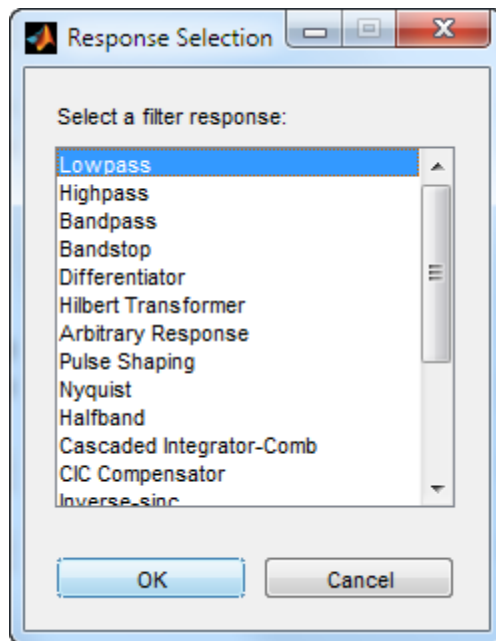 Response Selection
Select a filter response:
Lowpass
Highpass
Bandpass
Bandstop
Differentiator
Hilbert Transformer
Arbitrary Response
Pulse Shaping
Nyquist
Halfband
Cascaded Integrator-Comb
CIC Compensator
Inverse-sinc
OK
Cancel